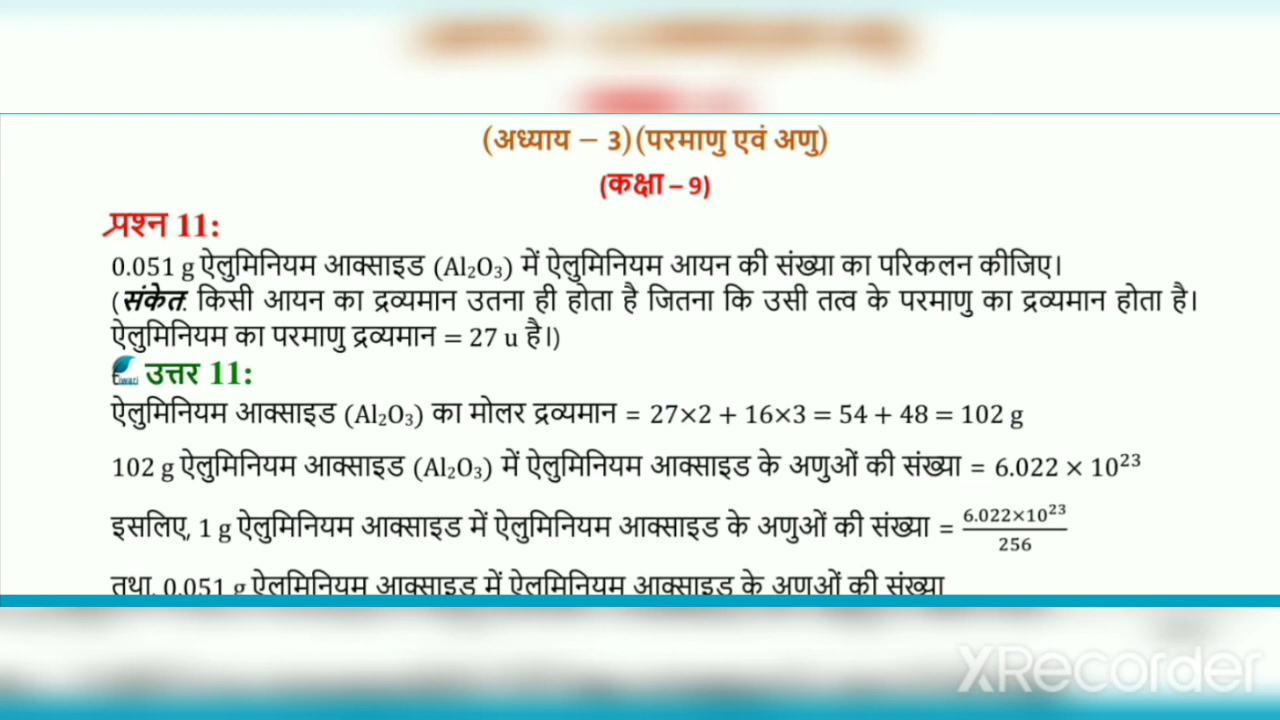 (अध्याय – 3)(परमाणु एवं अणु)
(कक्षा – 9)
प्रश्न 11:
0.051 g ऐलुमिनियम आक्साइड (Al₂O₃) में ऐलुमिनियम आयन की संख्या का परिकलन कीजिए।
(संकेत: किसी आयन का द्रव्यमान उतना ही होता है जितना कि उसी तत्व के परमाणु का द्रव्यमान होता है।
ऐलुमिनियम का परमाणु द्रव्यमान = 27 u है।)
उत्तर 11:
ऐलुमिनियम आक्साइड (Al₂O₃) का मोलर द्रव्यमान = 27×2 + 16×3 = 54 + 48 = 102 g
102 g ऐलुमिनियम आक्साइड (Al₂O₃) में ऐलुमिनियम आक्साइड के अणुओं की संख्या = 6.022 × 10²³
इसलिए, 1 g ऐलुमिनियम आक्साइड में ऐलुमिनियम आक्साइड के अणुओं की संख्या = 6.022×10²³/256
तथा, 0.051 g ऐलुमिनियम आक्साइड में ऐलुमिनियम आक्साइड के अणुओं की संख्या
XRecorder